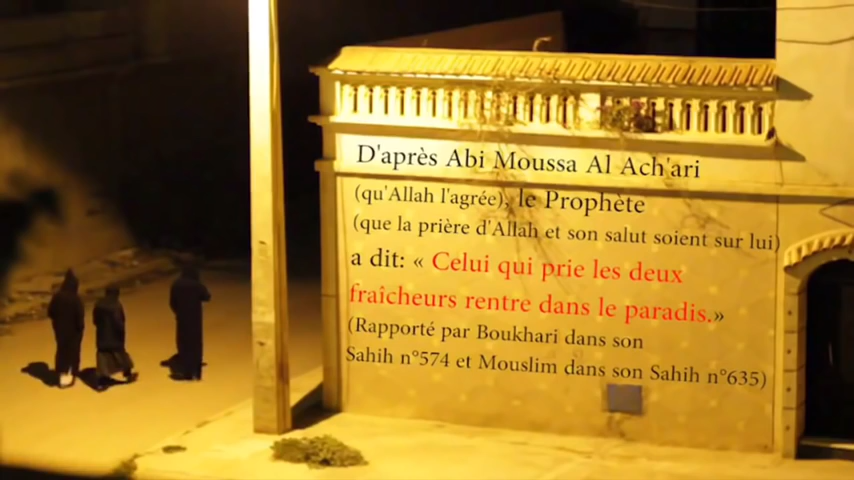 D'après Abi Moussa Al Ach'ari
(qu'Allah l'agrée), le Prophète
(que la prière d'Allah et son salut soient sur lui)
a dit: « Celui qui prie les deux
fraîcheurs rentre dans le paradis.»
(Rapporté par Boukhari dans son
Sahih n°574 et Mouslim dans son Sahih n°635)